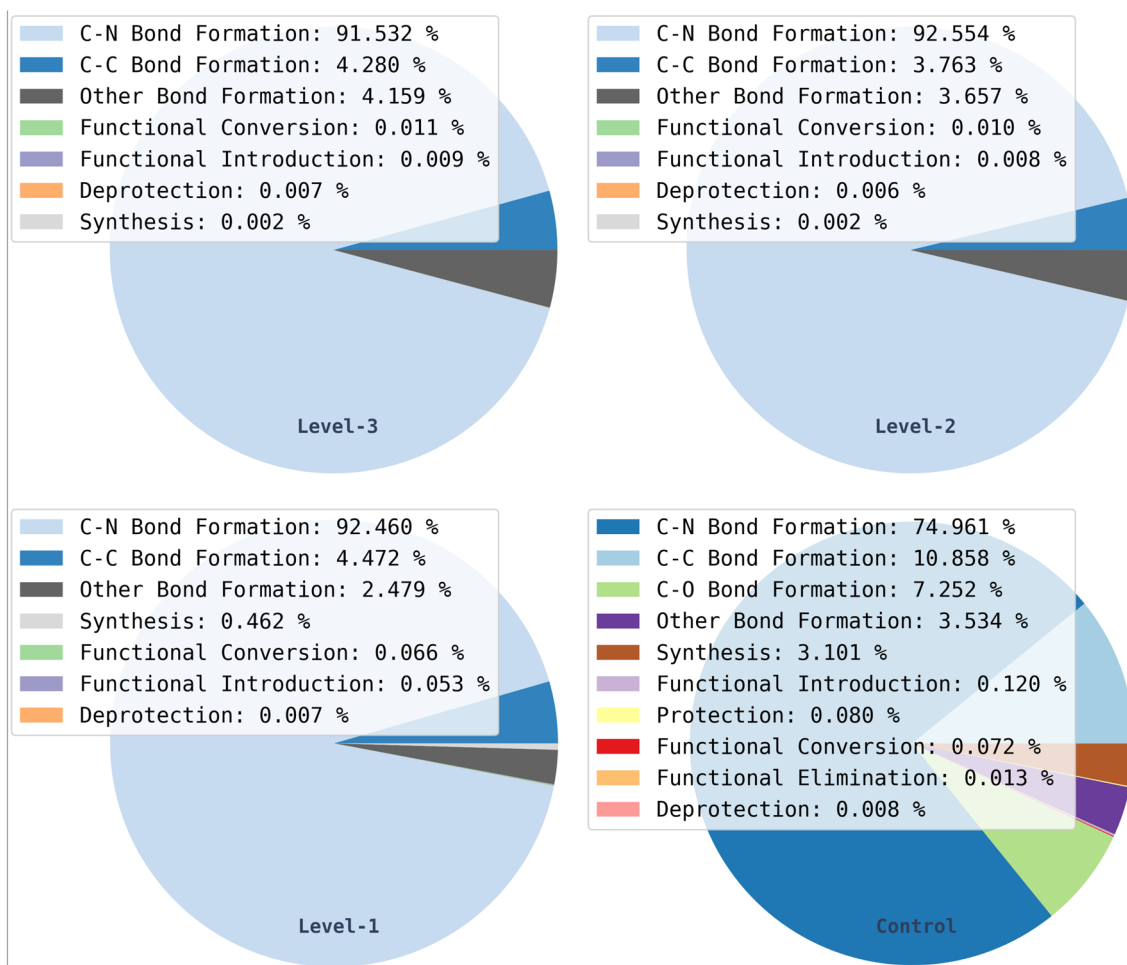 C-N Bond Formation: 91.532 %
C-C Bond Formation: 4.280 %
Other Bond Formation: 4.159 %
Functional Conversion: 0.011 %
Functional Introduction: 0.009 %
Deprotection: 0.007 %
Synthesis: 0.002 %
Level-3
C-N Bond Formation: 92.554 %
C-C Bond Formation: 3.763 %
Other Bond Formation: 3.657 %
Functional Conversion: 0.010 %
Functional Introduction: 0.008 %
Deprotection: 0.006 %
Synthesis: 0.002 %
Level-2
C-N Bond Formation: 92.460 %
C-C Bond Formation: 4.472 %
Other Bond Formation: 2.479 %
Synthesis: 0.462 %
Functional Conversion: 0.066 %
Functional Introduction: 0.053 %
Deprotection: 0.007 %
Level-1
C-N Bond Formation: 74.961 %
C-C Bond Formation: 10.858 %
C-O Bond Formation: 7.252 %
Other Bond Formation: 3.534 %
Synthesis: 3.101 %
Functional Introduction: 0.120 %
Protection: 0.080 %
Functional Conversion: 0.072 %
Functional Elimination: 0.013 %
Deprotection: 0.008 %
Control